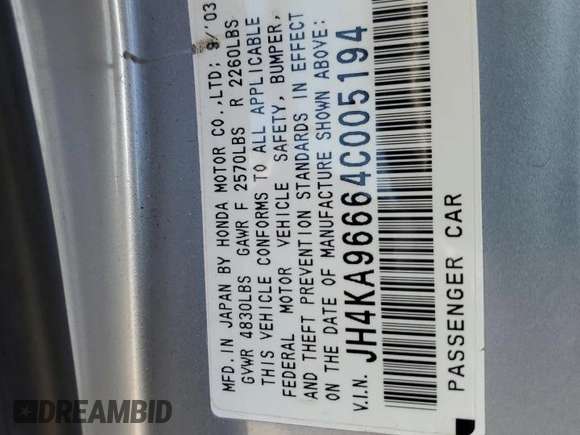 MFD. IN JAPAN BY HONDA MOTOR CO., LTD: 9/'03
GVWR 4830LBS GAWR F 2570LBS R 2260LBS
THIS VEHICLE CONFORMS TO ALL APPLICABLE
FEDERAL MOTOR VEHICLE SAFETY, BUMPER,
AND THEFT PREVENTION STANDARDS IN EFFECT
ON THE DATE OF MANUFACTURE SHOWN ABOVE:
V.I.N. JH4KA96664C005194
PASSENGER CAR
DREAMBID